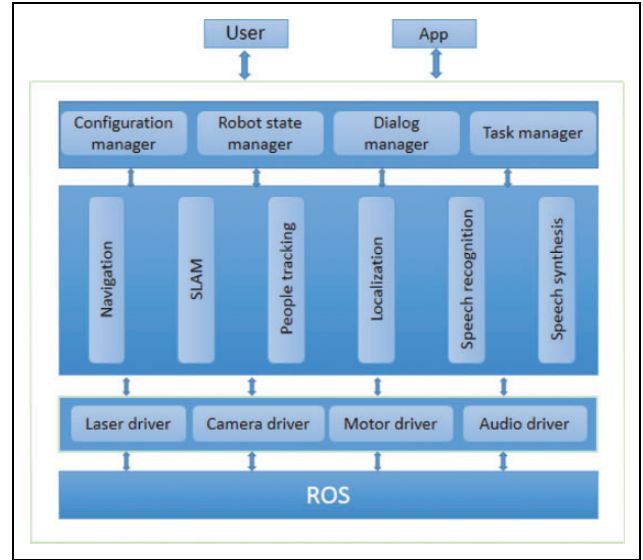 User
App
Configuration
manager
Robot state
manager
Dialog
manager
Task manager
Navigation
SLAM
People tracking
Localization
Speech recognition
Speech synthesis
Laser driver
Camera driver
Motor driver
Audio driver
ROS